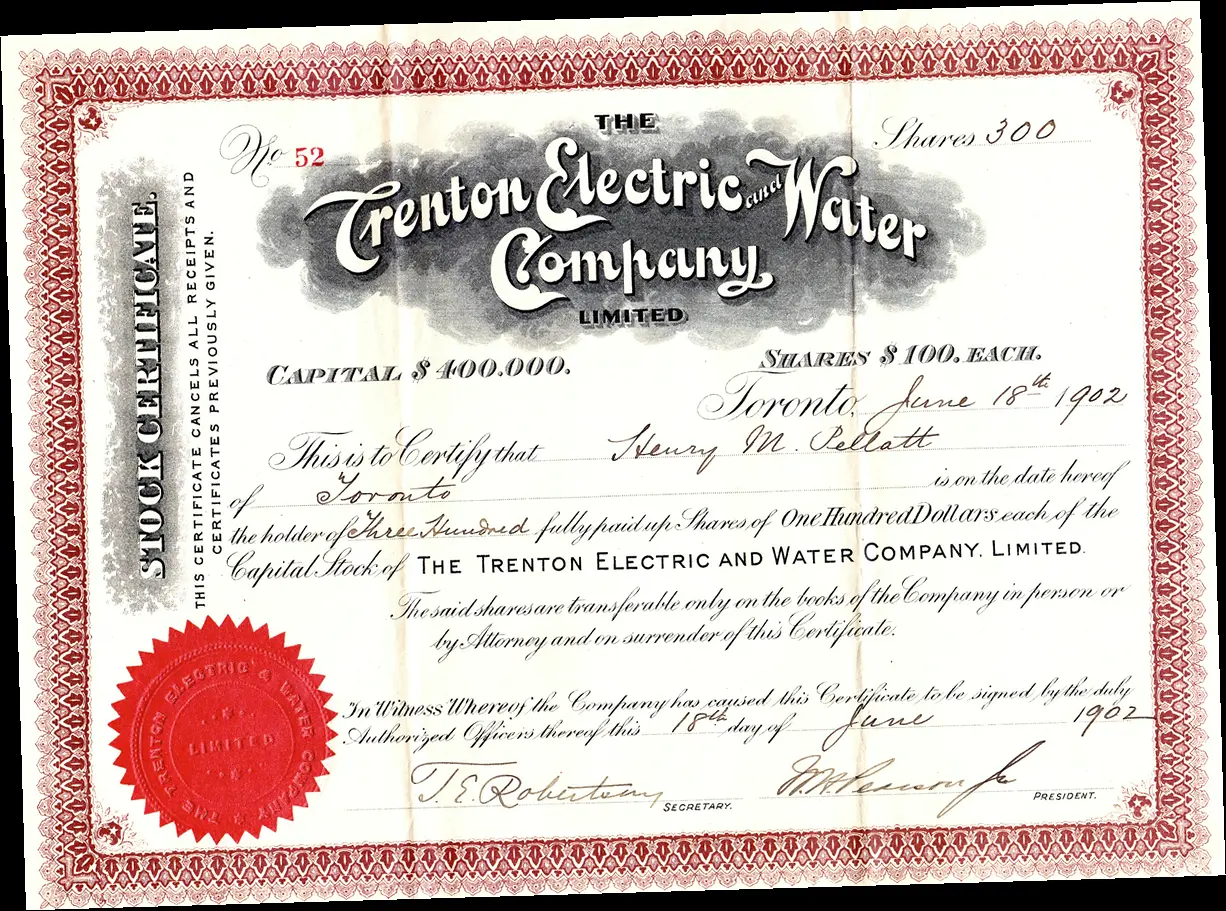 No 52
Shares 300
THE
Trenton Electric and Water
Company
LIMITED
CAPITAL $400.000.
SHARES $100. EACH.
Toronto, June 18th 1902
This is to Certify that Henry M. Pellatt
of Toronto is on the date hereof
the holder of Three Hundred fully paid up Shares of One Hundred Dollars each of the
Capital Stock of THE TRENTON ELECTRIC AND WATER COMPANY, LIMITED.
The said shares are transferable only on the books of the Company in person or
by Attorney and on surrender of this Certificate.
In Witness Whereof the Company has caused this Certificate to be signed by the duly
Authorized Officers thereof this 18th day of June 1902
T. E. Robertson SECRETARY.
W. H. Pearson Jr PRESIDENT.
STOCK CERTIFICATE.
THIS CERTIFICATE CANCELS ALL RECEIPTS AND
CERTIFICATES PREVIOUSLY GIVEN.
THE TRENTON ELECTRIC & WATER COMPANY
LIMITED